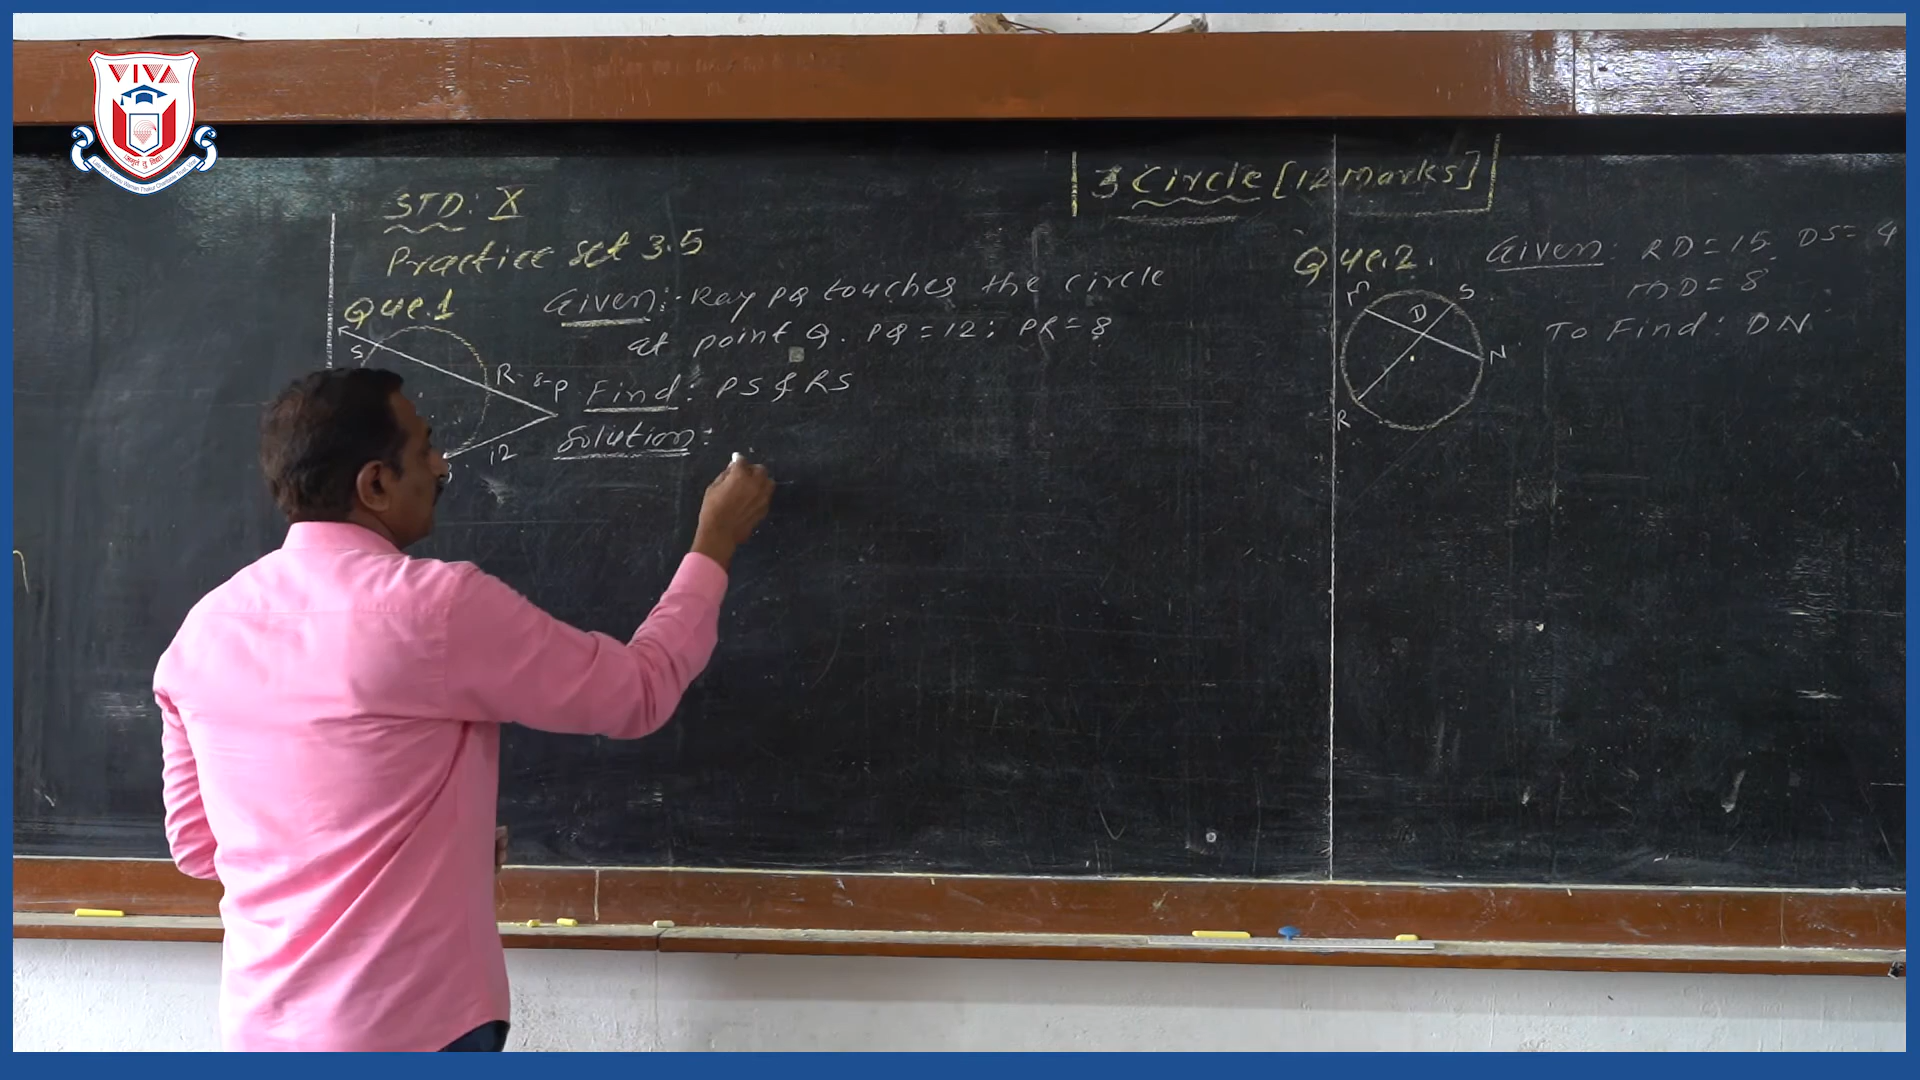 VIVA
STD: X
Practice Set 3.5
Que.1
Given:- Ray PQ touches the circle
at point Q. PQ = 12; PR = 8
Find: PS & RS
Solution:
S
R - 8 - P
12
3 Circle [12 Marks]
Que.2. Given: RD = 15. DS = 4
MD = 8
To Find: DN
M
S
D
N
R